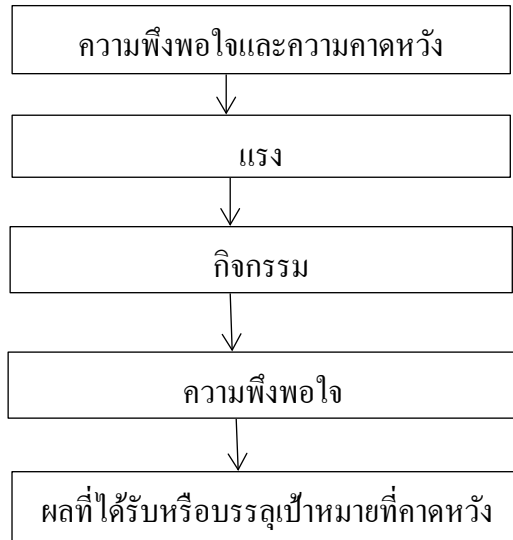 ความพึงพอใจและความคาดหวัง
แรง
กิจกรรม
ความพึงพอใจ
ผลที่ได้รับหรือบรรลุเป้าหมายที่คาดหวัง